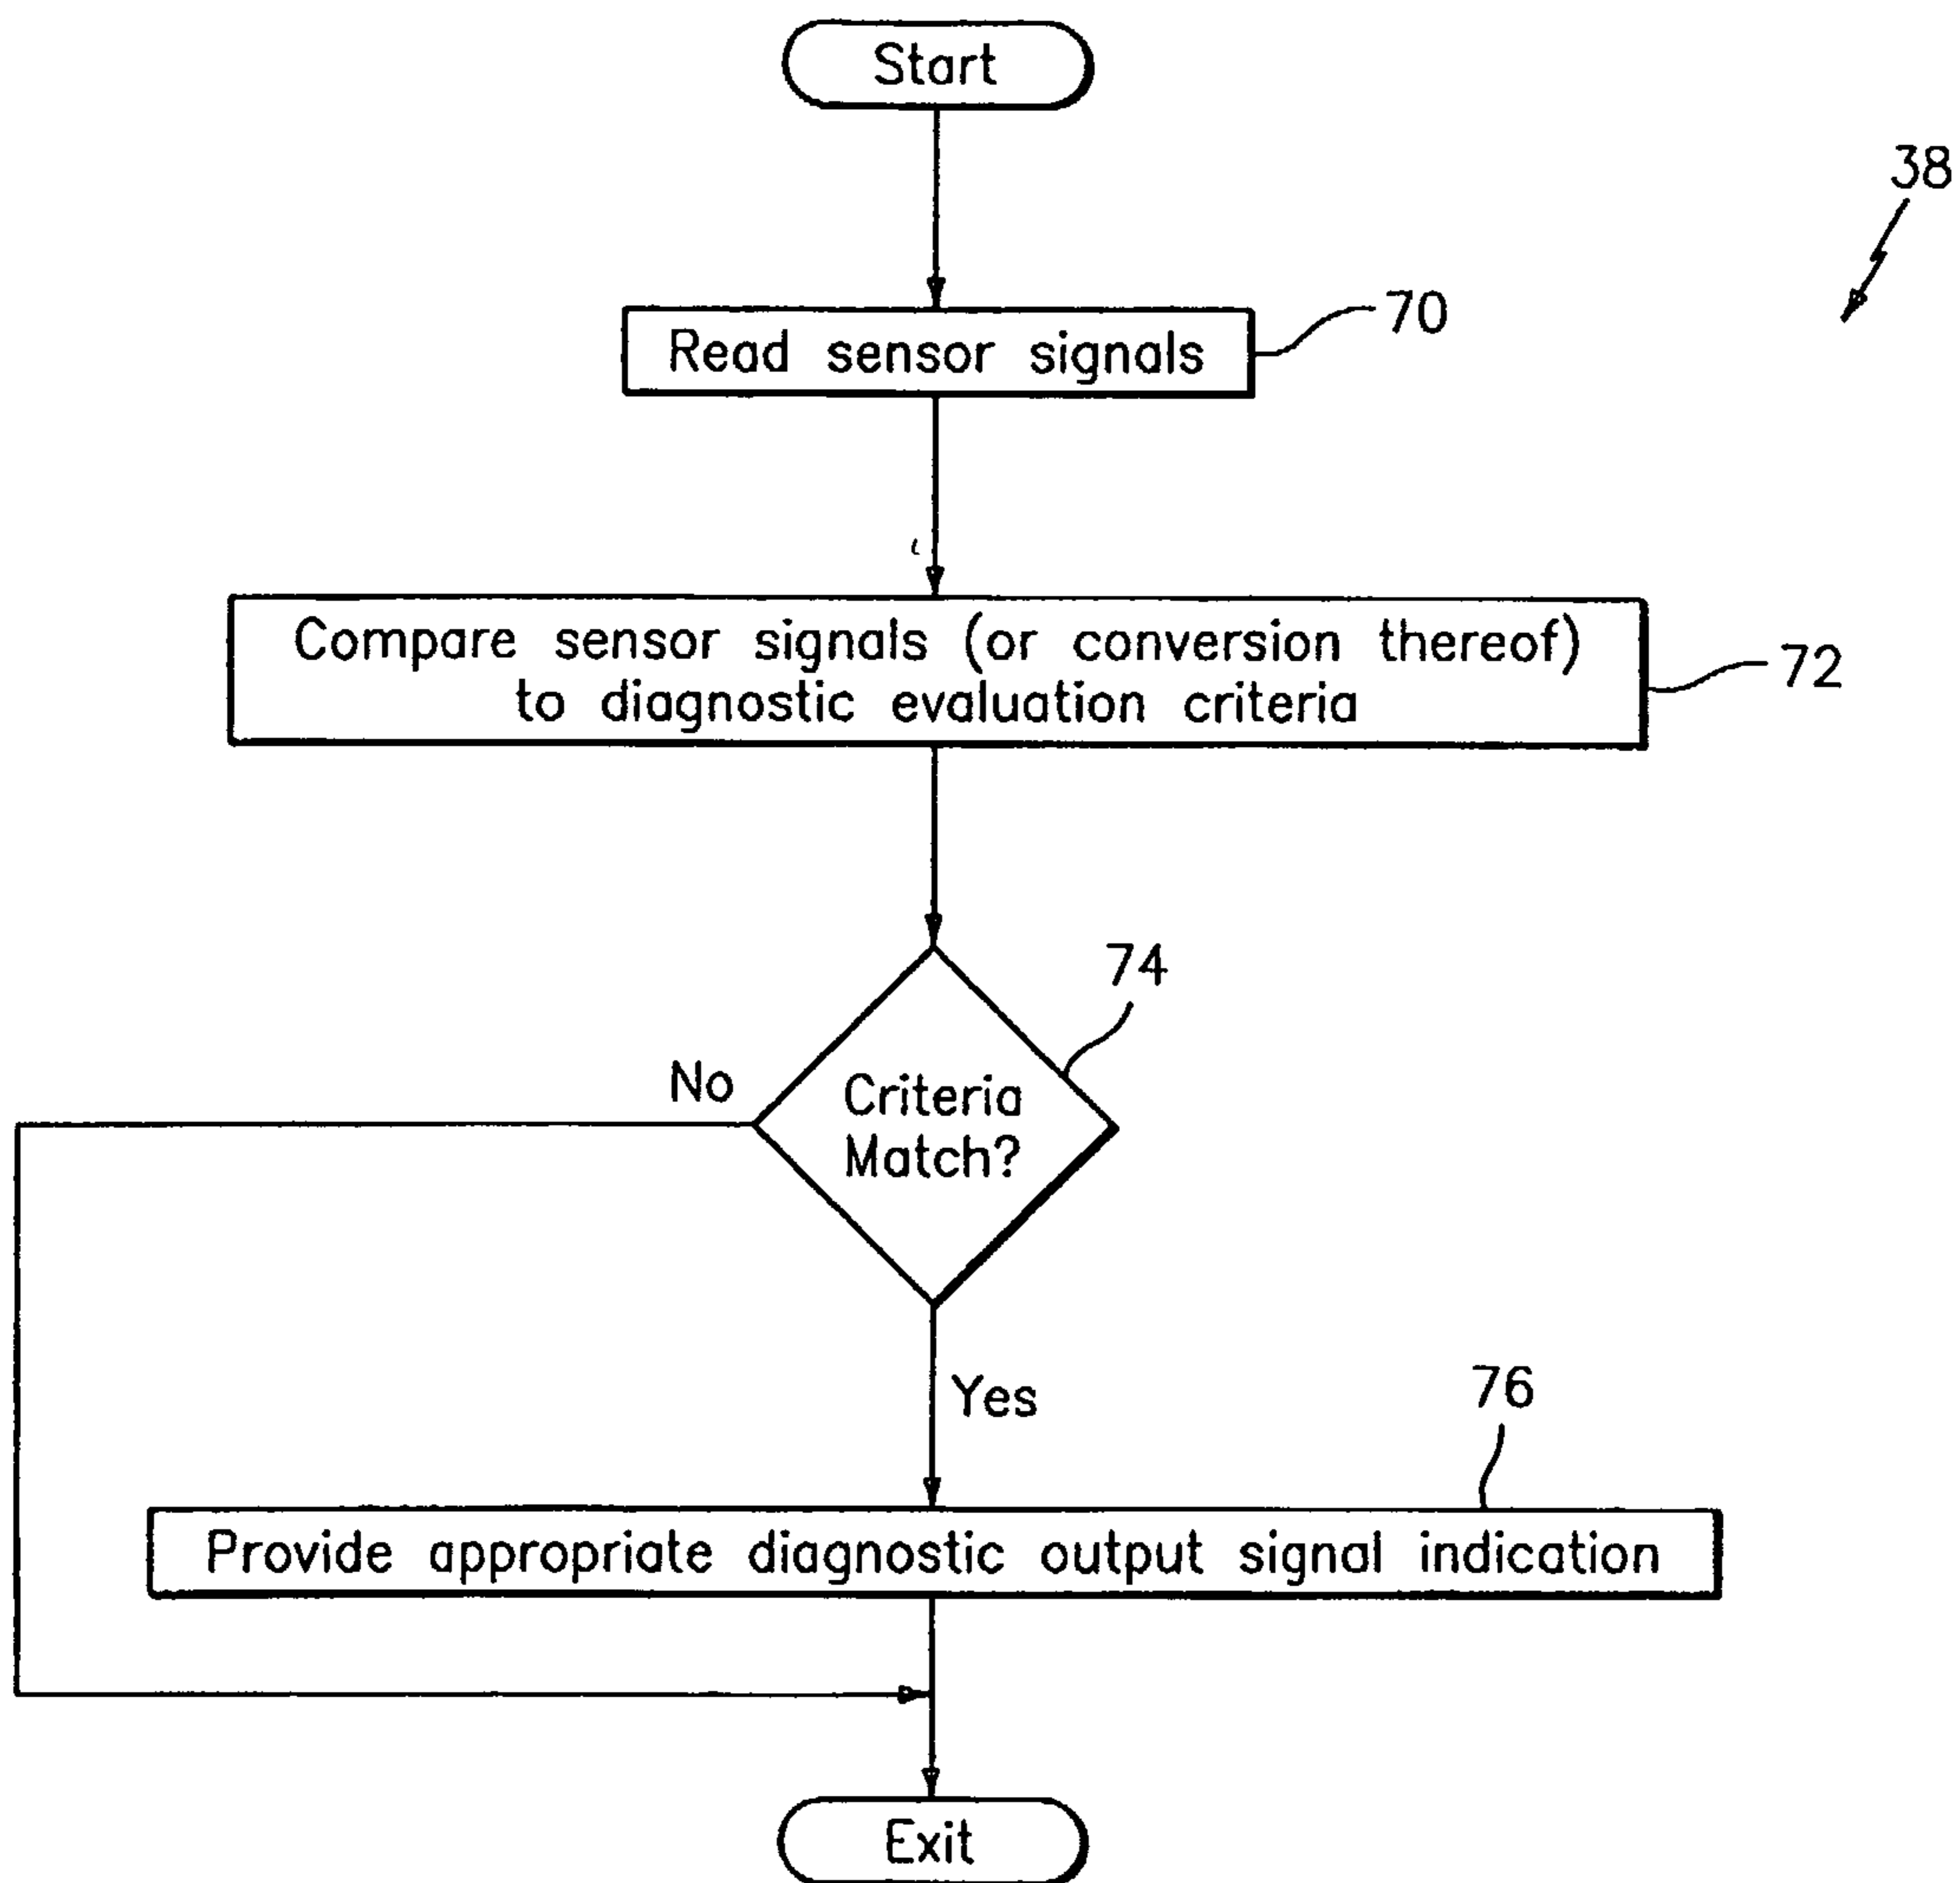 Start
38
Read sensor signals
70
Compare sensor signals (or conversion thereof)
to diagnostic evaluation criteria
72
74
No
Criteria
Match?
Yes
76
Provide appropriate diagnostic output signal indication
Exit